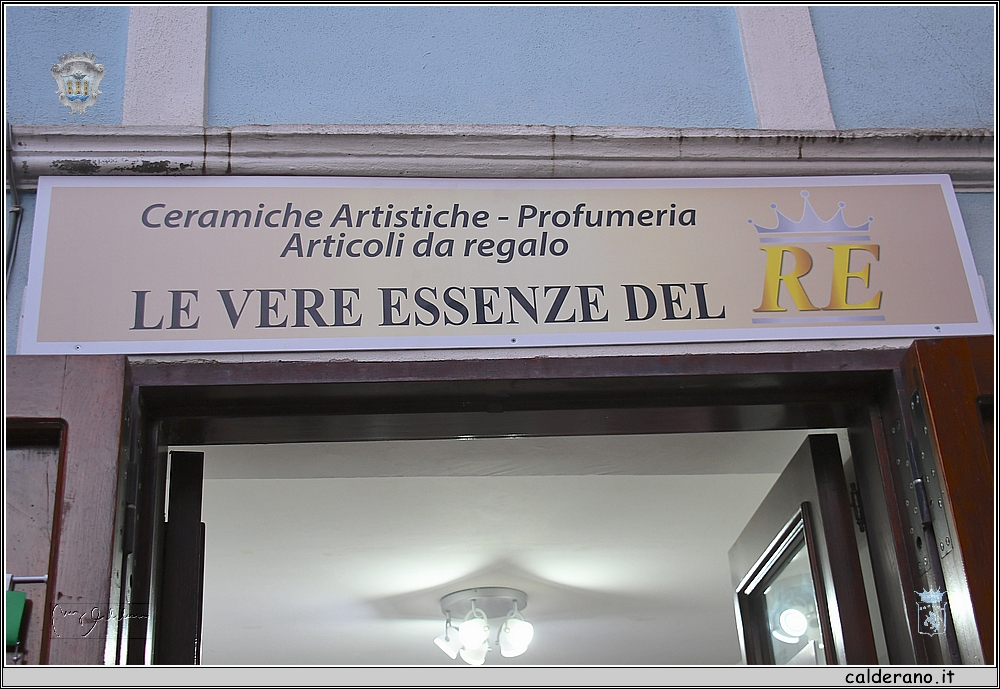 Ceramiche Artistiche - Profumeria
Articoli da regalo
LE VERE ESSENZE DEL RE
calderano.it